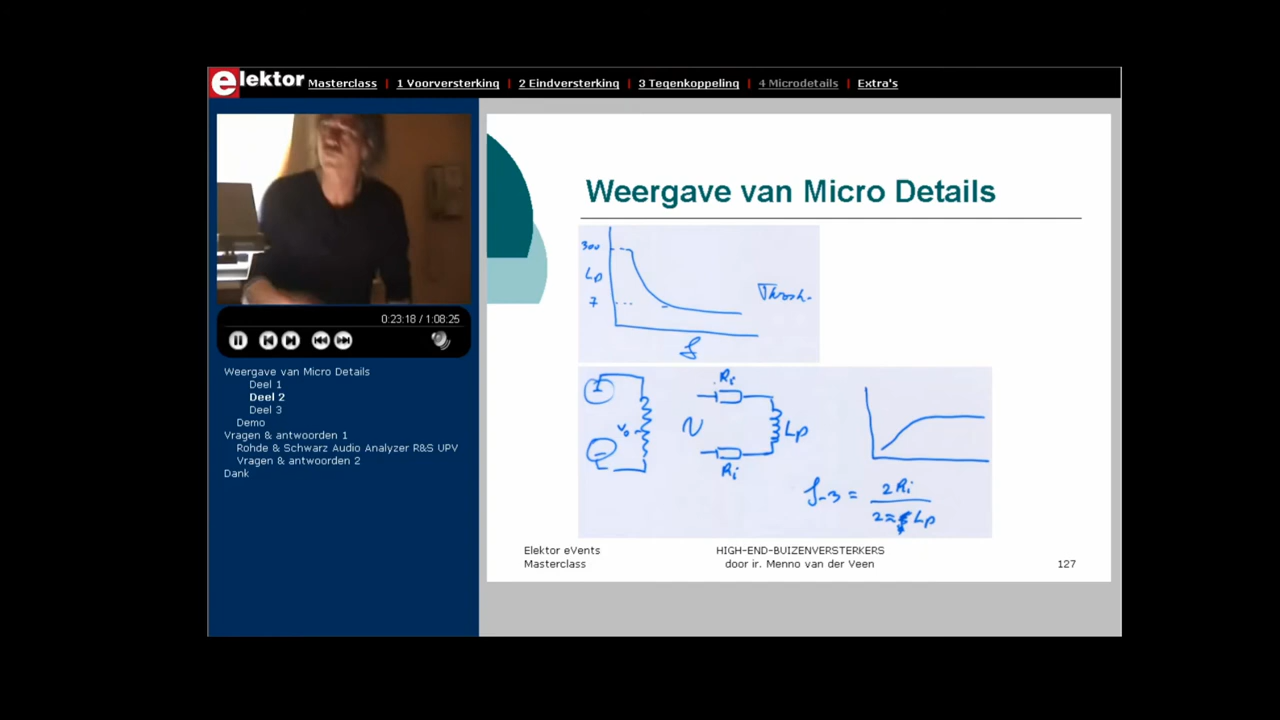 elektor Masterclass | 1 Voorversterking | 2 Eindversterking | 3 Tegenkoppeling | 4 Microdetails | Extra's
0:23:18 / 1:08:25
Weergave van Micro Details
Deel 1
Deel 2
Deel 3
Demo
Vragen & antwoorden 1
Rohde & Schwarz Audio Analyzer R&S UPV
Vragen & antwoorden 2
Dank
Weergave van Micro Details
300
Lp
7
f
Ri
V₀
Lp
Ri
f-3 = 2Ri / 2π Lp
Elektor eVents
Masterclass
HIGH-END-BUIZENVERSTERKERS
door ir. Menno van der Veen
127